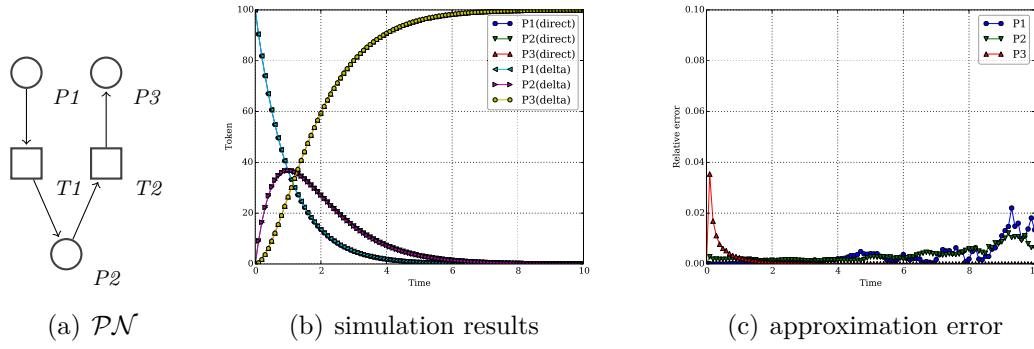 P1
P3
T1
T2
P2
(a) PN
Token
100
80
60
40
20
0
0
2
4
6
8
10
Time
P1(direct)
P2(direct)
P3(direct)
P1(delta)
P2(delta)
P3(delta)
(b) simulation results
Relative error
0.10
0.08
0.06
0.04
0.02
0.00
0
2
4
6
8
1
Time
P1
P2
P3
(c) approximation error